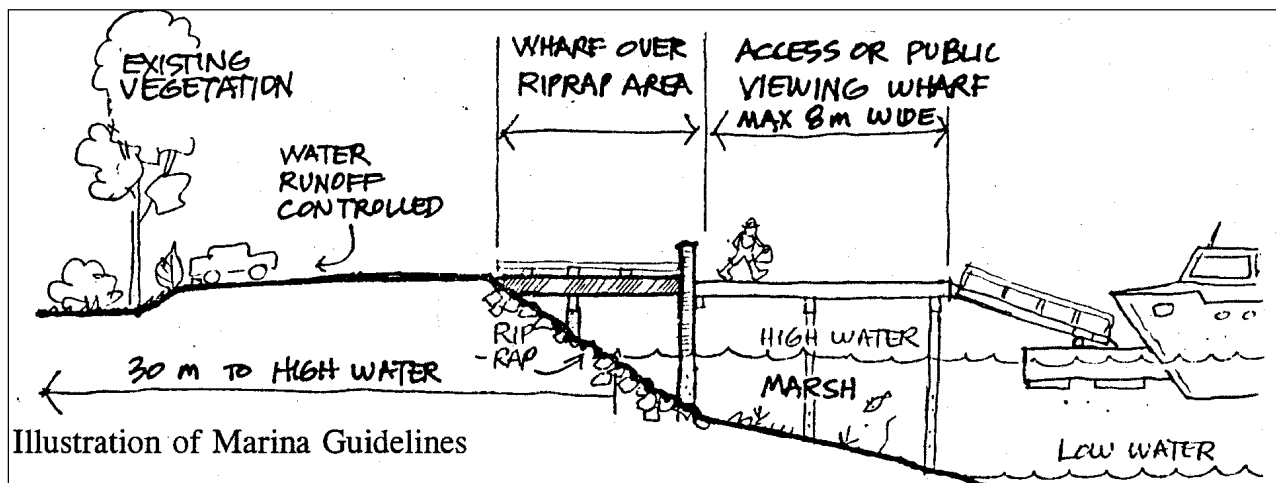 EXISTING
VEGETATION
WATER
RUNOFF
CONTROLLED
WHARF OVER
RIPRAP AREA
ACCESS OR PUBLIC
VIEWING WHARF
MAX 8m WIDE
RIP
-RAP
HIGH WATER
MARSH
30 m TO HIGH WATER
LOW WATER
Illustration of Marina Guidelines